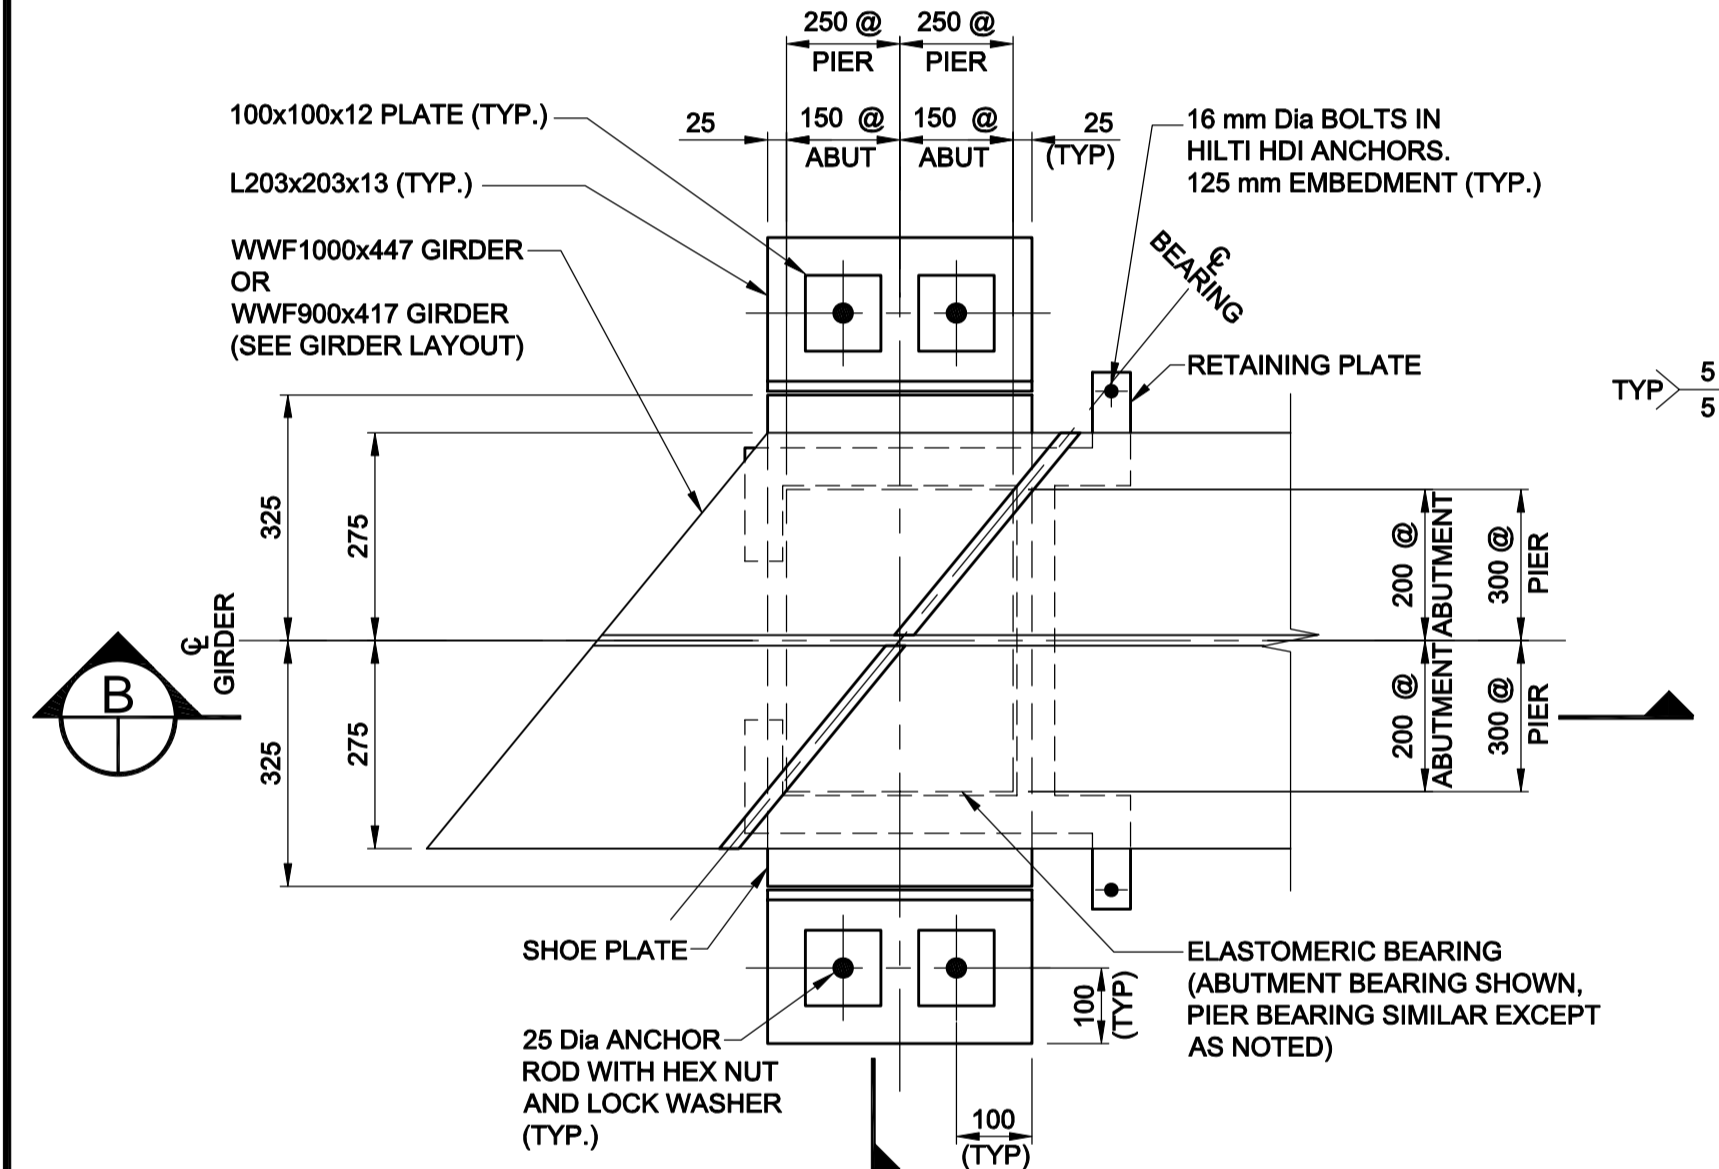 250 @ 250 @
PIER PIER
100x100x12 PLATE (TYP.)
25 150 @ 150 @ 25
ABUT ABUT (TYP)
16 mm Dia BOLTS IN
HILTI HDI ANCHORS.
125 mm EMBEDMENT (TYP.)
L203x203x13 (TYP.)
WWF1000x447 GIRDER
OR
WWF900x417 GIRDER
(SEE GIRDER LAYOUT)
℄
BEARING
RETAINING PLATE
TYP 5
5
325
275
200 @
ABUTMENT
300 @
PIER
℄
GIRDER
B
325
275
200 @
ABUTMENT
300 @
PIER
SHOE PLATE
ELASTOMERIC BEARING
(ABUTMENT BEARING SHOWN,
PIER BEARING SIMILAR EXCEPT
AS NOTED)
100
(TYP)
25 Dia ANCHOR
ROD WITH HEX NUT
AND LOCK WASHER
(TYP.)
100
(TYP)